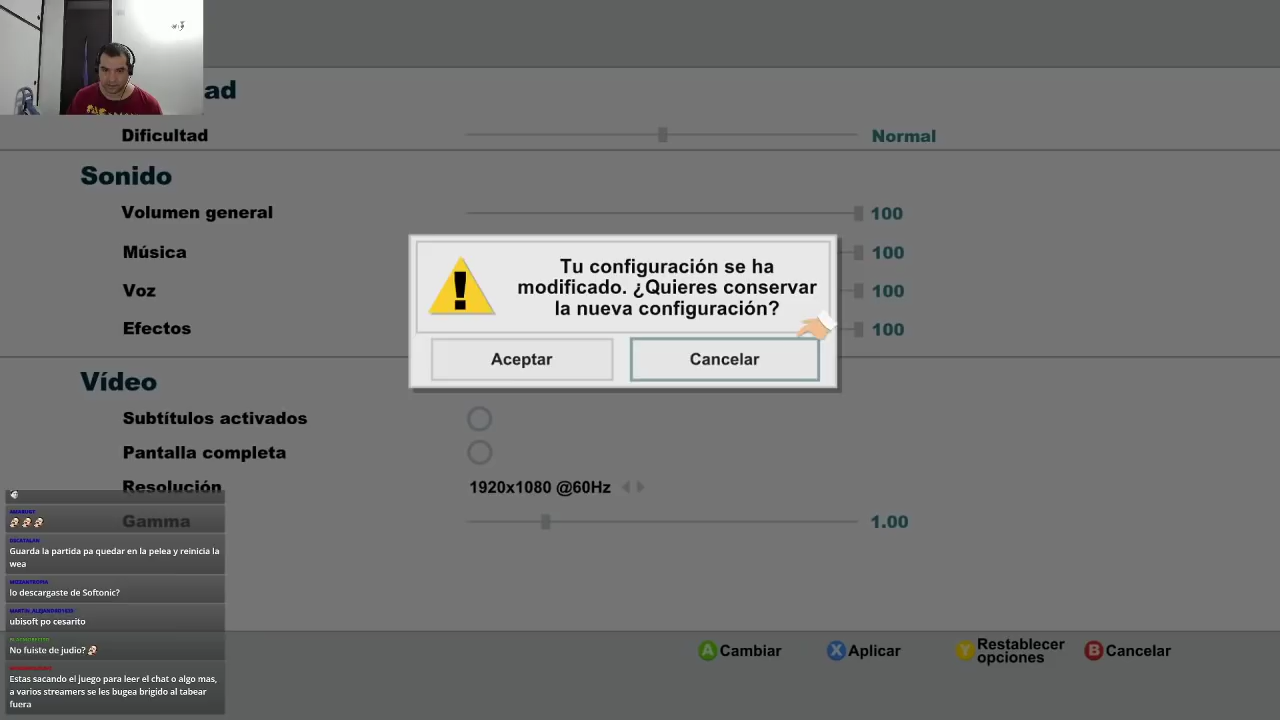 ad
Dificultad
Normal
Sonido
Volumen general
100
Música
100
Voz
100
Efectos
100
Tu configuración se ha
modificado. ¿Quieres conservar
la nueva configuración?
Aceptar
Cancelar
Vídeo
Subtítulos activados
Pantalla completa
Resolución
1920x1080 @60Hz
Gamma
1.00
Guarda la partida pa quedar en la pelea y reinicia la
wea
lo descargaste de Softonic?
ubisoft po cesarito
No fuiste de judio?
Estas sacando el juego para leer el chat o algo mas,
a varios streamers se les bugea brigido al tabear
fuera
A Cambiar
X Aplicar
Y Restablecer
opciones
B Cancelar